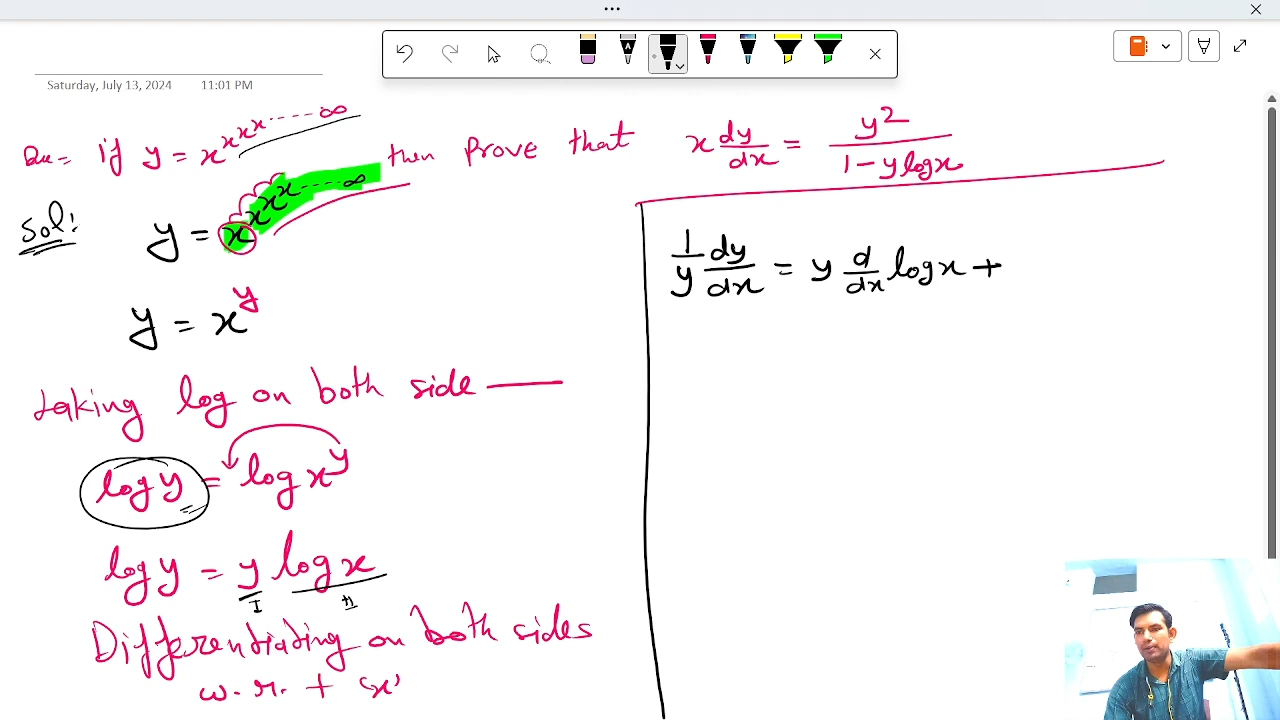 Saturday, July 13, 2024 11:01 PM
Que = if y = x^x^x^x^.....∞ then prove that x dy/dx = y²/(1 - y log x)
Sol:
y = x^x^x^x.....∞
y = x^y
taking log on both side —
log y = log x^y
log y = y log x
I II
Differentiating on both sides
w.r. t 'x'
1/y dy/dx = y d/dx log x +